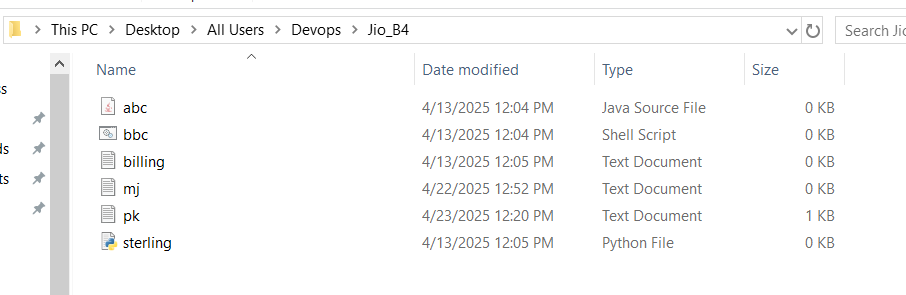 This PC > Desktop > All Users > Devops > Jio_B4 Search Jio
Name Date modified Type Size
ss
abc 4/13/2025 12:04 PM Java Source File 0 KB
bbc 4/13/2025 12:04 PM Shell Script 0 KB
ds
billing 4/13/2025 12:05 PM Text Document 0 KB
ts
mj 4/22/2025 12:52 PM Text Document 0 KB
pk 4/23/2025 12:20 PM Text Document 1 KB
sterling 4/13/2025 12:05 PM Python File 0 KB